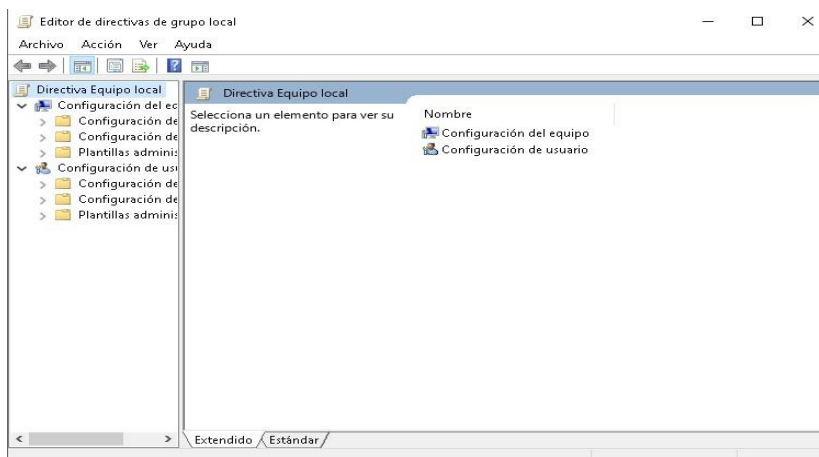 Editor de directivas de grupo local
Archivo Acción Ver Ayuda
Directiva Equipo local
Configuración del ec
Configuración de
Configuración de
Plantillas adminis
Configuración de usu
Configuración de
Configuración de
Plantillas adminis
Directiva Equipo local
Selecciona un elemento para ver su
descripción.
Nombre
Configuración del equipo
Configuración de usuario
Extendido Estándar